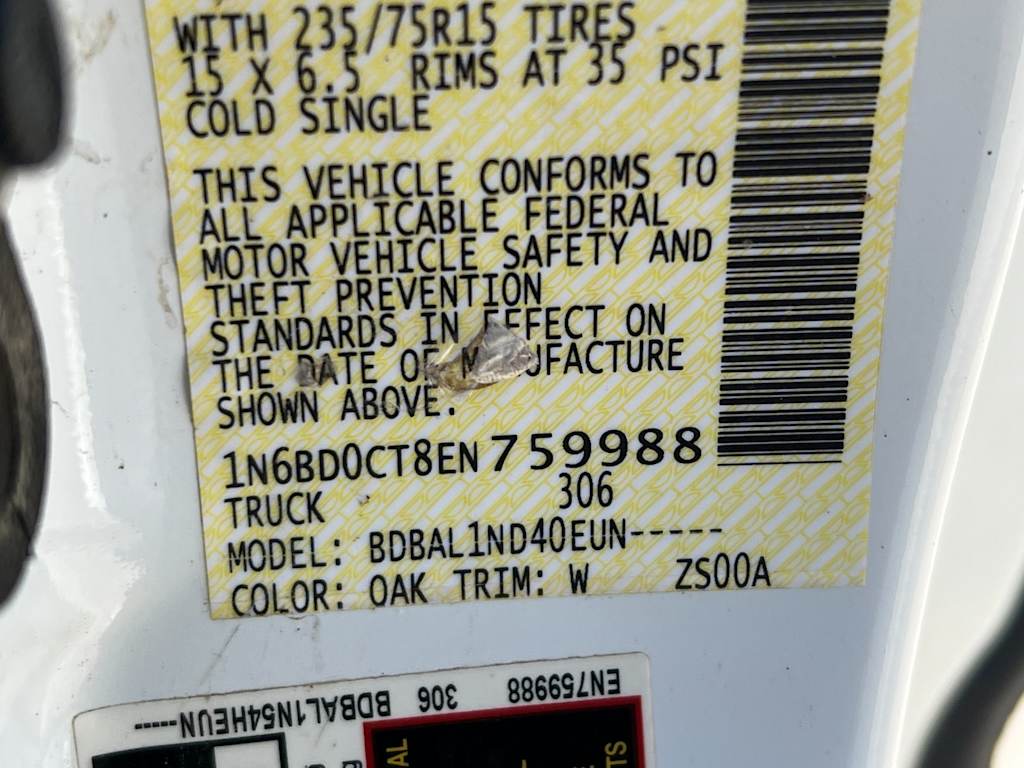 WITH 235/75R15 TIRES
15 X 6.5 RIMS AT 35 PSI
COLD SINGLE
THIS VEHICLE CONFORMS TO
ALL APPLICABLE FEDERAL
MOTOR VEHICLE SAFETY AND
THEFT PREVENTION
STANDARDS IN EFFECT ON
THE DATE OF MANUFACTURE
SHOWN ABOVE.
1N6BD0CT8EN759988
TRUCK 306
MODEL: BDBAL1ND40EUN-----
COLOR: OAK TRIM: W ZS00A
EN759988 306 BDBAL1N54HEUN-----